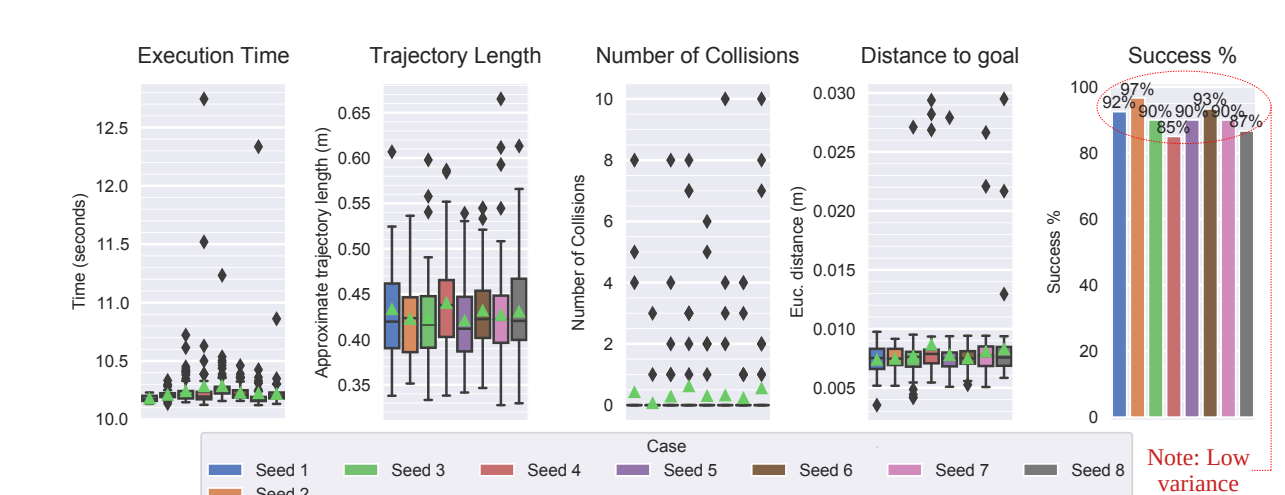 Execution Time
Trajectory Length
Number of Collisions
Distance to goal
Success %
Time (seconds)
12.5
12.0
11.5
11.0
10.5
10.0
Approximate trajectory length (m)
0.65
0.60
0.55
0.50
0.45
0.40
0.35
Number of Collisions
10
8
6
4
2
0
Euc. distance (m)
0.030
0.025
0.020
0.015
0.010
0.005
Success %
100
80
60
40
20
0
92%
97%
90%
85%
90%
93%
90%
87%
Case
Seed 1
Seed 3
Seed 4
Seed 5
Seed 6
Seed 7
Seed 8
Seed 2
Note: Low
variance